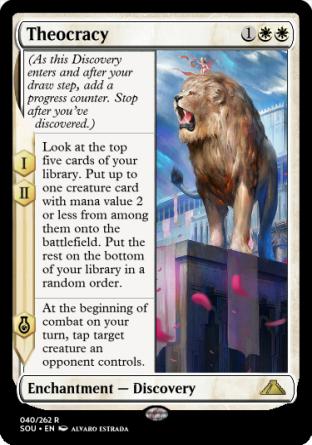 Theocracy 1
(As this Discovery
enters and after your
draw step, add a
progress counter. Stop
after you've
discovered.)
I
II
Look at the top
five cards of your
library. Put up to
one creature card
with mana value 2
or less from among
them onto the
battlefield. Put the
rest on the bottom
of your library in a
random order.
At the beginning of
combat on your
turn, tap target
creature an
opponent controls.
Enchantment — Discovery
040/262 R
SOU • EN ALVARO ESTRADA